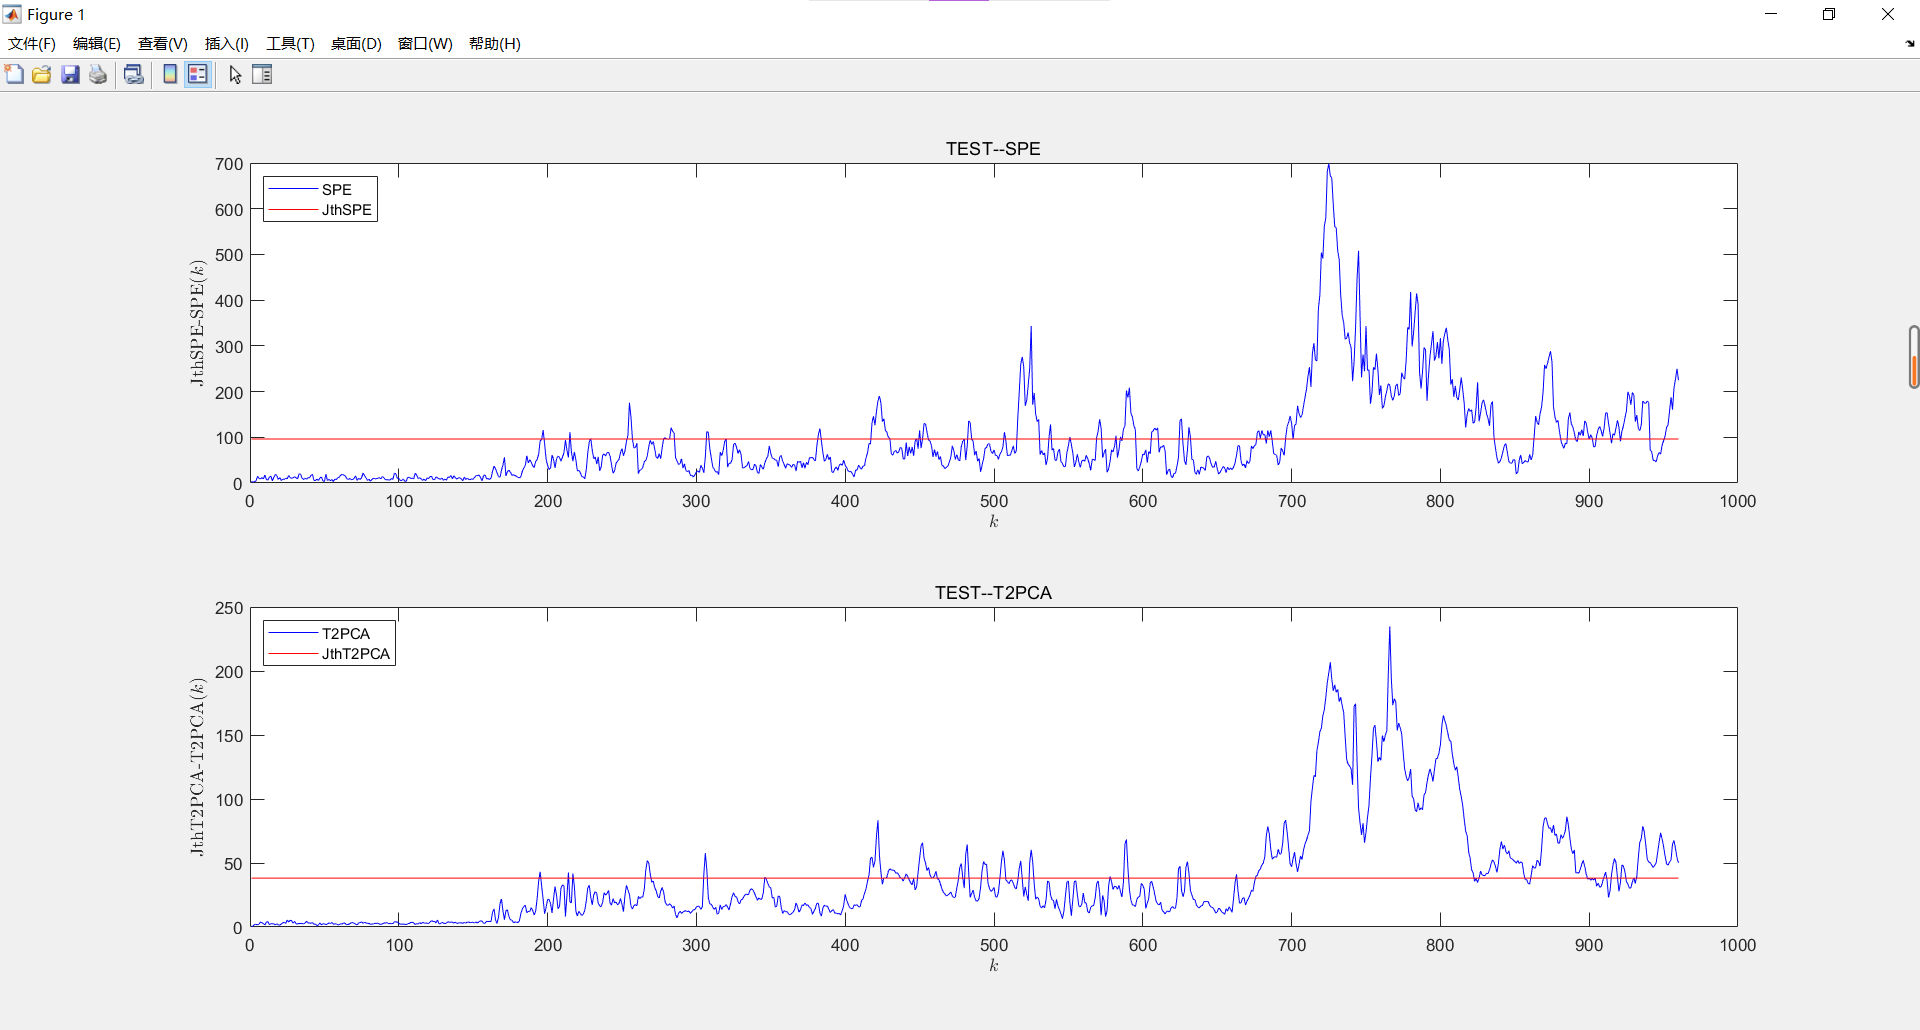 Figure 1
文件(F) 编辑(E) 查看(V) 插入(I) 工具(T) 桌面(D) 窗口(W) 帮助(H)
TEST--SPE
700
600
500
400
300
200
100
0
SPE
JthSPE
JthSPE-SPE(k)
0 100 200 300 400 500 600 700 800 900 1000
k
TEST--T2PCA
250
200
150
100
50
0
T2PCA
JthT2PCA
JthT2PCA-T2PCA(k)
0 100 200 300 400 500 600 700 800 900 1000
k